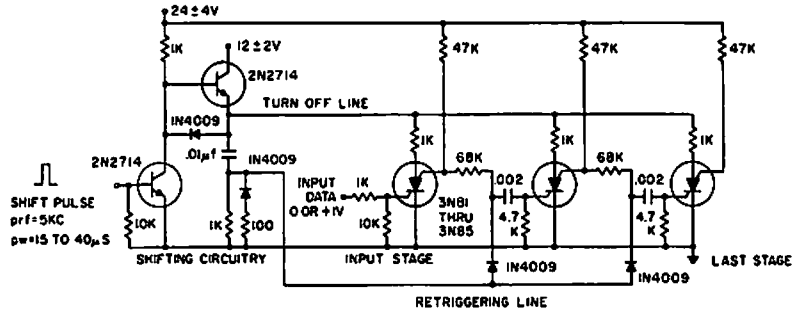 24±4V
1K
12±2V
47K
47K
47K
2N2714
TURN OFF LINE
1N4009
1K
1K
1K
.01μf
1N4009
68K
68K
2N2714
.002
.002
SHIFT PULSE
prf=5KC
pw=15 TO 40μS
INPUT
DATA
0 OR +1V
1K
10K
3N81
THRU
3N85
4.7
K
4.7
K
10K
1K
100
SHIFTING CIRCUITRY
INPUT STAGE
1N4009
1N4009
LAST STAGE
RETRIGGERING LINE